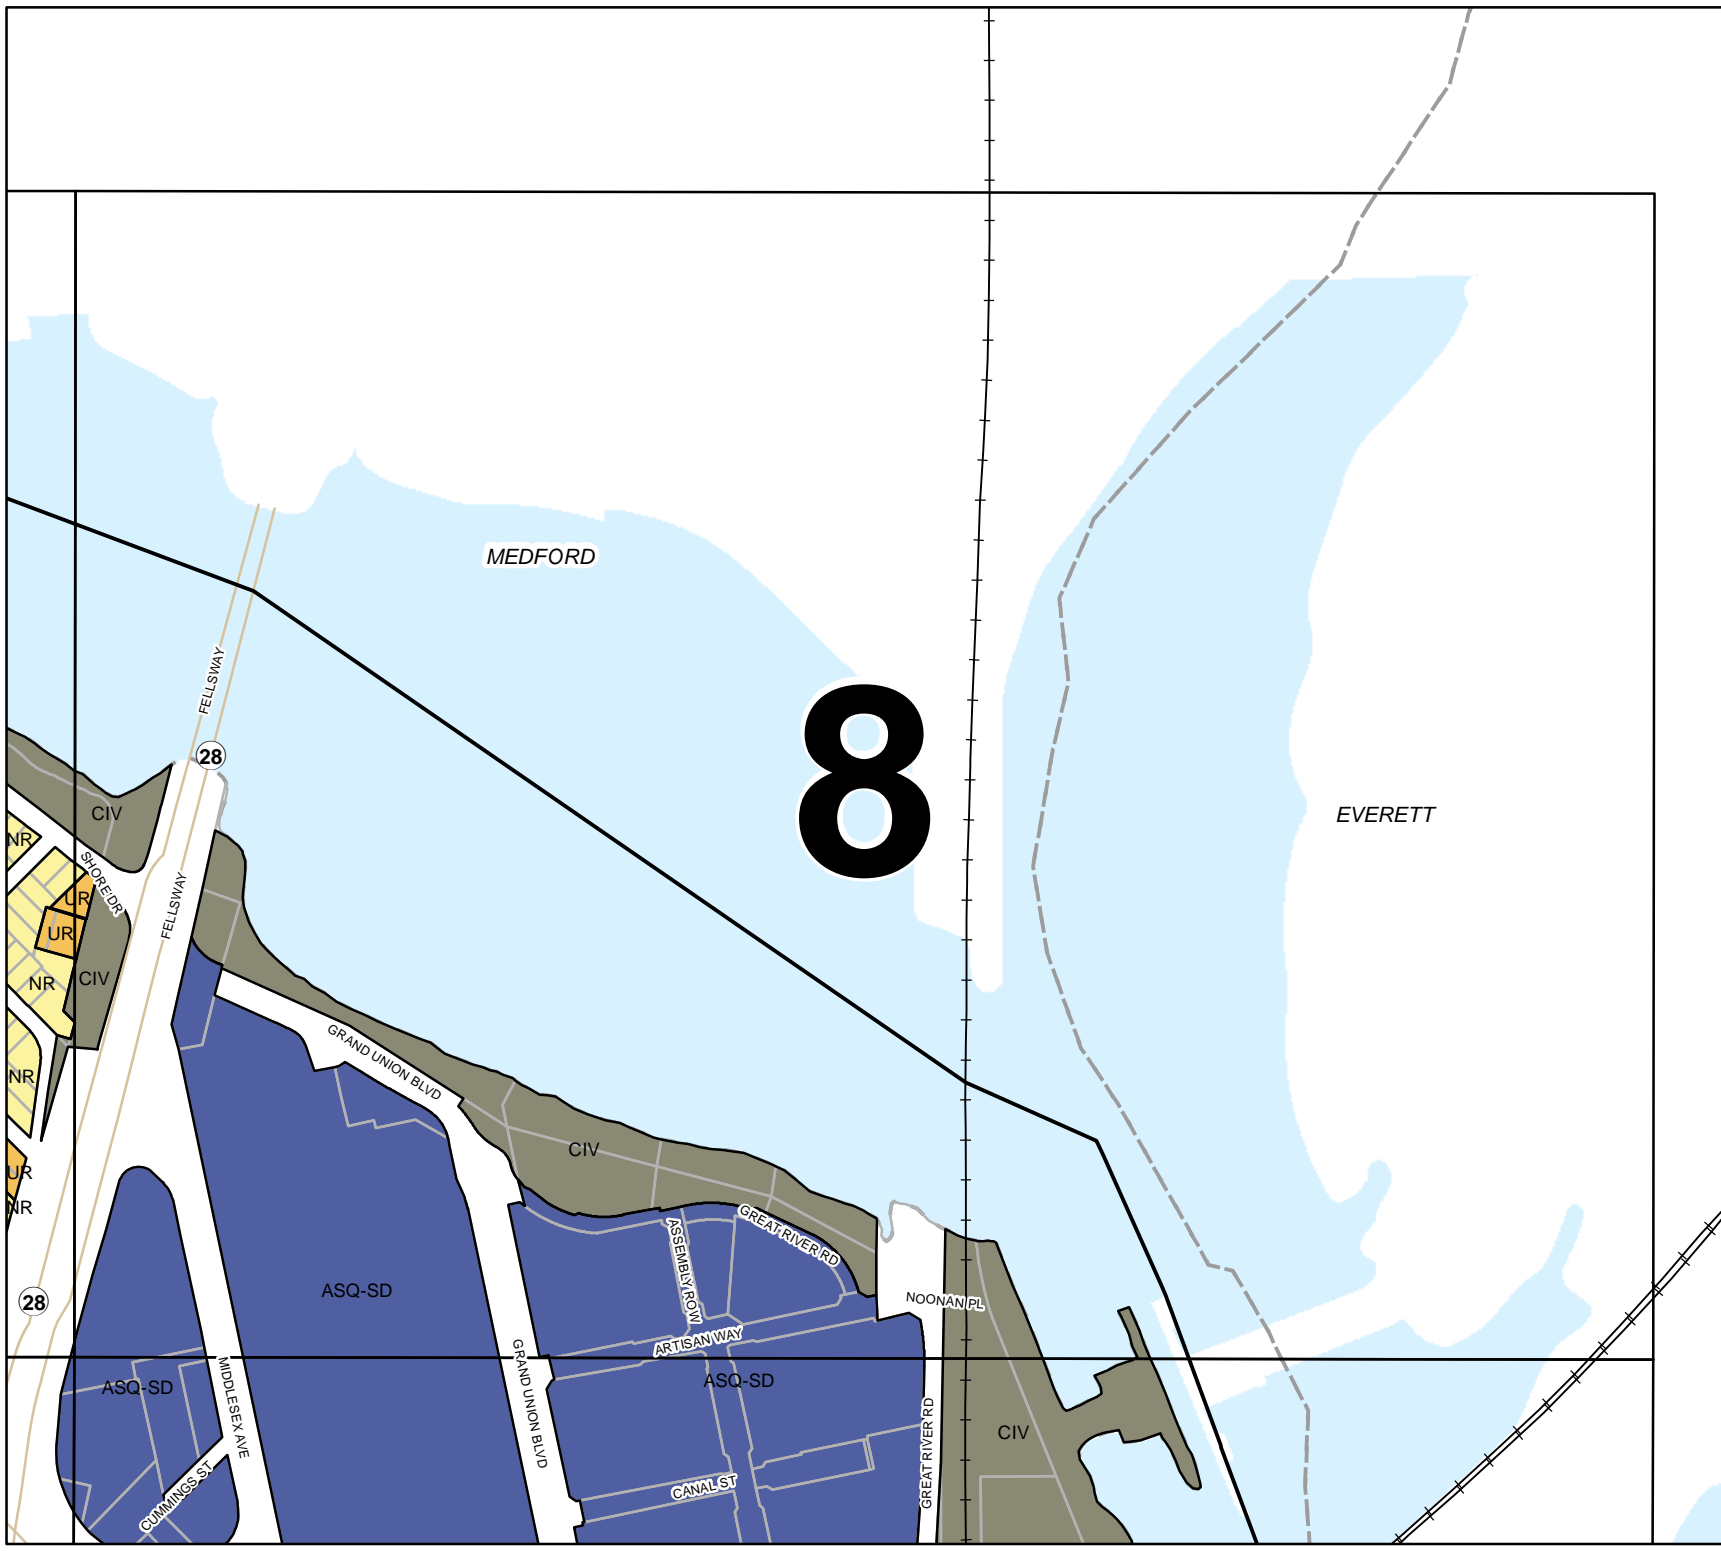 MEDFORD
FELLSWAY
8
28
CIV
EVERETT
NR
SHORE DR
UR
FELLSWAY
UR
CIV
NR
GRAND UNION BLVD
NR
CIV
UR
NR
ASSEMBLY ROW
GREAT RIVER RD
ASQ-SD
28
NOONAN PL
ARTISAN WAY
GRAND UNION BLVD
MIDDLESEX AVE
ASQ-SD
ASQ-SD
CIV
GREAT RIVER RD
CANAL ST
CUMMINGS ST